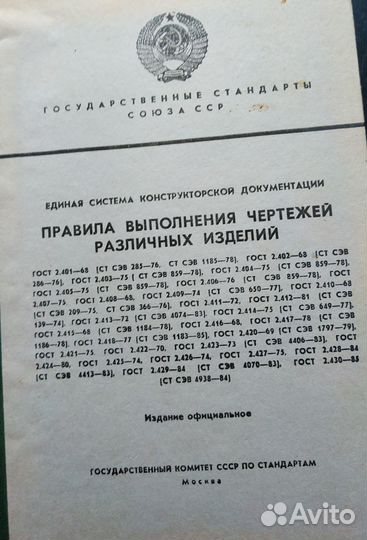 ГОСУДАРСТВЕННЫЕ СТАНДАРТЫ
СОЮЗА ССР
ЕДИНАЯ СИСТЕМА КОНСТРУКТОРСКОЙ ДОКУМЕНТАЦИИ
ПРАВИЛА ВЫПОЛНЕНИЯ ЧЕРТЕЖЕЙ
РАЗЛИЧНЫХ ИЗДЕЛИЙ
ГОСТ 2.401—68 (СТ СЭВ 285—76, СТ СЭВ 1185—78), ГОСТ 2.402—68 (СТ СЭВ
286—76), ГОСТ 2.403—75 (СТ СЭВ 859—78), ГОСТ 2.404—75 (СТ СЭВ 859—78),
ГОСТ 2.405—75 (СТ СЭВ 859—78), ГОСТ 2.406—76 (СТ СЭВ 859—78), ГОСТ
2.407—75, ГОСТ 2.408—68, ГОСТ 2.409—74 (СТ СЭВ 650—77), ГОСТ 2.410—68
(СТ СЭВ 209—75, СТ СЭВ 366—76), ГОСТ 2.411—72, ГОСТ 2.412—81 (СТ СЭВ
139—74), ГОСТ 2.413—72 (СТ СЭВ 4074—83), ГОСТ 2.414—75 (СТ СЭВ 649—77),
ГОСТ 2.415—68 (СТ СЭВ 1184—78), ГОСТ 2.416—68, ГОСТ 2.417—78 (СТ СЭВ
1186—78), ГОСТ 2.418—77 (СТ СЭВ 1183—85), ГОСТ 2.420—69 (СТ СЭВ 1797—79),
ГОСТ 2.421—75, ГОСТ 2.422—70, ГОСТ 2.423—73 (СТ СЭВ 4406—83), ГОСТ
2.424—80, ГОСТ 2.425—74, ГОСТ 2.426—74, ГОСТ 2.427—75, ГОСТ 2.428—84
(СТ СЭВ 4413—83), ГОСТ 2.429—84 (СТ СЭВ 4070—83), ГОСТ 2.430—85
(СТ СЭВ 4938—84)
Издание официальное
ГОСУДАРСТВЕННЫЙ КОМИТЕТ СССР ПО СТАНДАРТАМ
Москва
Avito